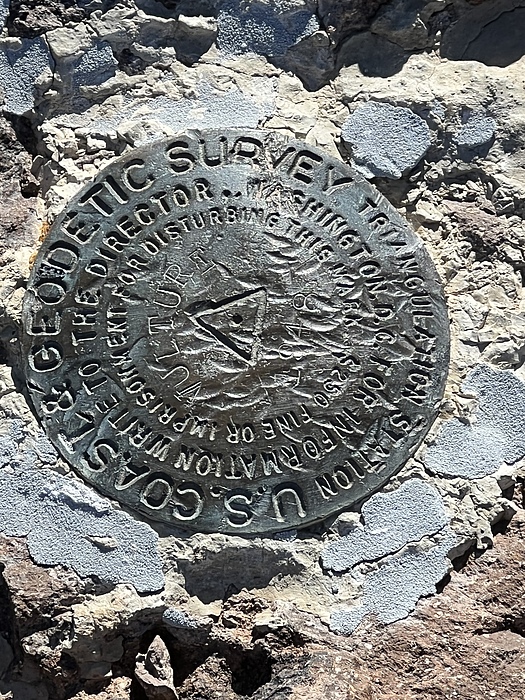 U.S. COAST & GEODETIC SURVEY
TRIANGULATION STATION
FOR INFORMATION WRITE TO THE DIRECTOR WASHINGTON D.C.
$250 FINE OR IMPRISONMENT FOR DISTURBING THIS MARK
VULTURE